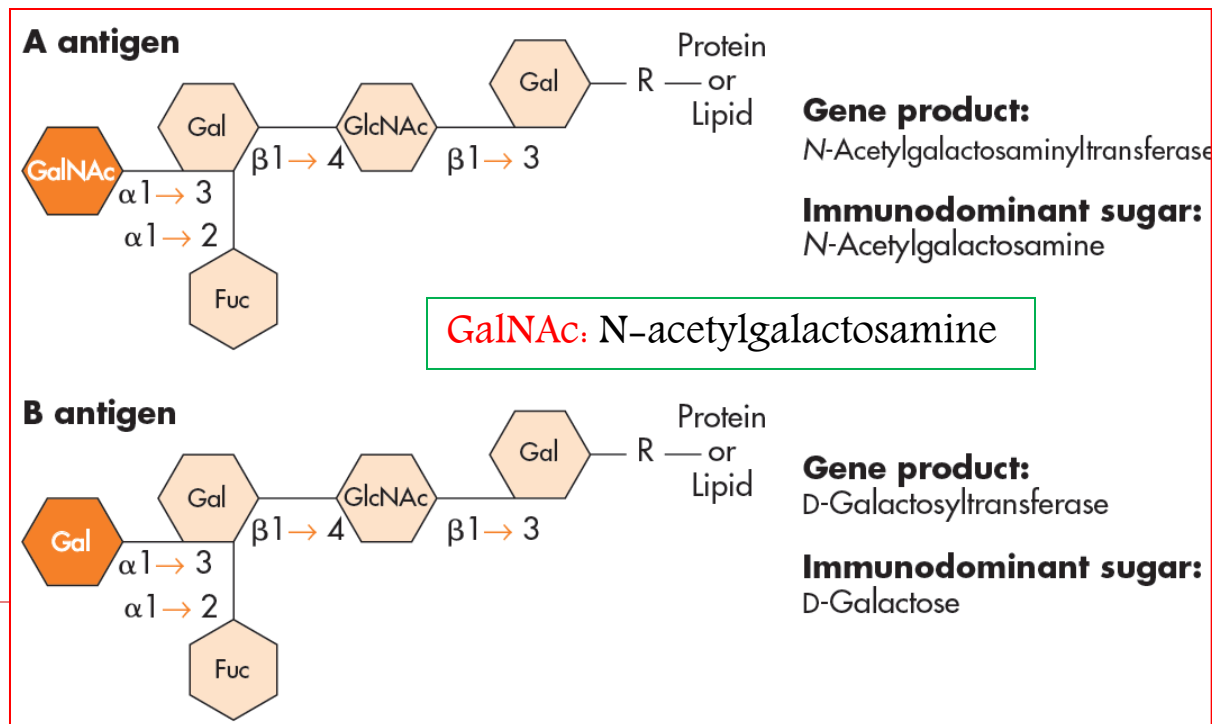 A antigen
Protein
or
Lipid
Gal
R
Gal
GlcNAc
GalNAc
β1→ 4
β1→ 3
α1→ 3
α1→ 2
Fuc
Gene product:
N-Acetylgalactosaminyltransferase
Immunodominant sugar:
N-Acetylgalactosamine
GalNAc: N-acetylgalactosamine
B antigen
Protein
or
Lipid
Gal
R
Gal
GlcNAc
Gal
β1→ 4
β1→ 3
α1→ 3
α1→ 2
Fuc
Gene product:
D-Galactosyltransferase
Immunodominant sugar:
D-Galactose